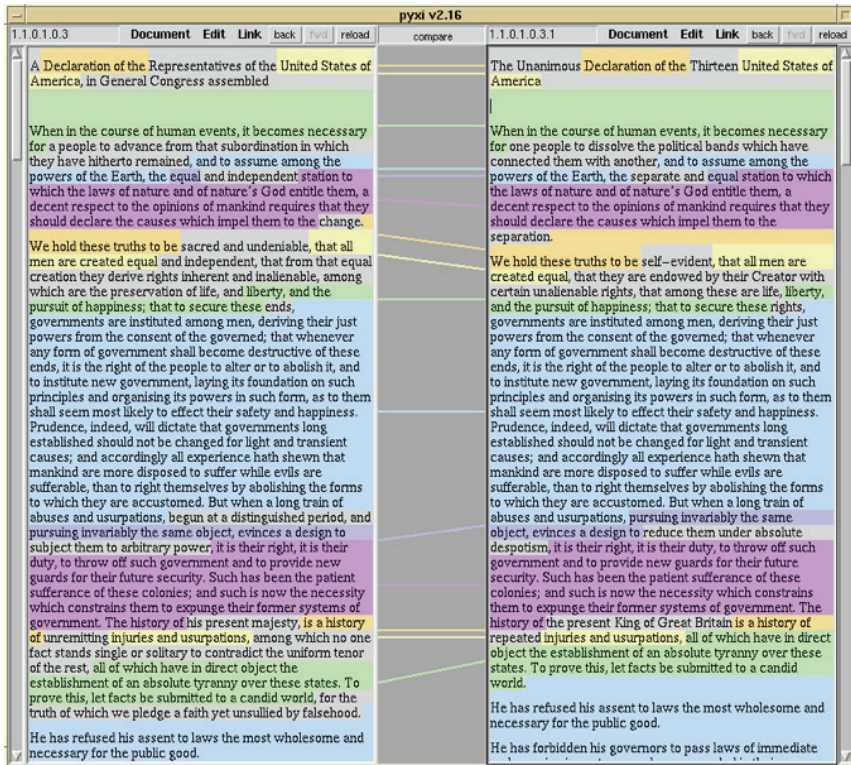 pyxi v2.16
1.1.0.1.0.3 Document Edit Link back fwd reload
compare
1.1.0.1.0.3.1 Document Edit Link back fwd reload
A Declaration of the Representatives of the United States of
America, in General Congress assembled
When in the course of human events, it becomes necessary
for a people to advance from that subordination in which
they have hitherto remained, and to assume among the
powers of the Earth, the equal and independent station to
which the laws of nature and of nature's God entitle them, a
decent respect to the opinions of mankind requires that they
should declare the causes which impel them to the change.
We hold these truths to be sacred and undeniable, that all
men are created equal and independent, that from that equal
creation they derive rights inherent and inalienable, among
which are the preservation of life, and liberty, and the
pursuit of happiness; that to secure these ends,
governments are instituted among men, deriving their just
powers from the consent of the governed; that whenever
any form of government shall become destructive of these
ends, it is the right of the people to alter or to abolish it, and
to institute new government, laying its foundation on such
principles and organising its powers in such form, as to them
shall seem most likely to effect their safety and happiness.
Prudence, indeed, will dictate that governments long
established should not be changed for light and transient
causes; and accordingly all experience hath shewn that
mankind are more disposed to suffer while evils are
sufferable, than to right themselves by abolishing the forms
to which they are accustomed. But when a long train of
abuses and usurpations, begun at a distinguished period, and
pursuing invariably the same object, evinces a design to
subject them to arbitrary power, it is their right, it is their
duty, to throw off such government and to provide new
guards for their future security. Such has been the patient
sufferance of these colonies; and such is now the necessity
which constrains them to expunge their former systems of
government. The history of his present majesty, is a history
of unremitting injuries and usurpations, among which no one
fact stands single or solitary to contradict the uniform tenor
of the rest, all of which have in direct object the
establishment of an absolute tyranny over these states. To
prove this, let facts be submitted to a candid world, for the
truth of which we pledge a faith yet unsullied by falsehood.
He has refused his assent to laws the most wholesome and
necessary for the public good.
The Unanimous Declaration of the Thirteen United States of
America
When in the course of human events, it becomes necessary
for one people to dissolve the political bands which have
connected them with another, and to assume among the
powers of the Earth, the separate and equal station to which
the laws of nature and of nature's God entitle them, a
decent respect to the opinions of mankind requires that they
should declare the causes which impel them to the
separation.
We hold these truths to be self-evident, that all men are
created equal, that they are endowed by their Creator with
certain unalienable rights, that among these are life, liberty,
and the pursuit of happiness; that to secure these rights,
governments are instituted among men, deriving their just
powers from the consent of the governed; that whenever
any form of government shall become destructive of these
ends, it is the right of the people to alter or to abolish it, and
to institute new government, laying its foundation on such
principles and organising its powers in such form, as to them
shall seem most likely to effect their safety and happiness.
Prudence, indeed, will dictate that governments long
established should not be changed for light and transient
causes; and accordingly all experience hath shewn that
mankind are more disposed to suffer while evils are
sufferable, than to right themselves by abolishing the forms
to which they are accustomed. But when a long train of
abuses and usurpations, pursuing invariably the same
object, evinces a design to reduce them under absolute
despotism, it is their right, it is their duty, to throw off such
government and to provide new guards for their future
security. Such has been the patient sufferance of these
colonies; and such is now the necessity which constrains
them to expunge their former systems of government. The
history of the present King of Great Britain is a history of
repeated injuries and usurpations, all of which have in direct
object the establishment of an absolute tyranny over these
states. To prove this, let facts be submitted to a candid
world.
He has refused his assent to laws the most wholesome and
necessary for the public good.
He has forbidden his governors to pass laws of immediate